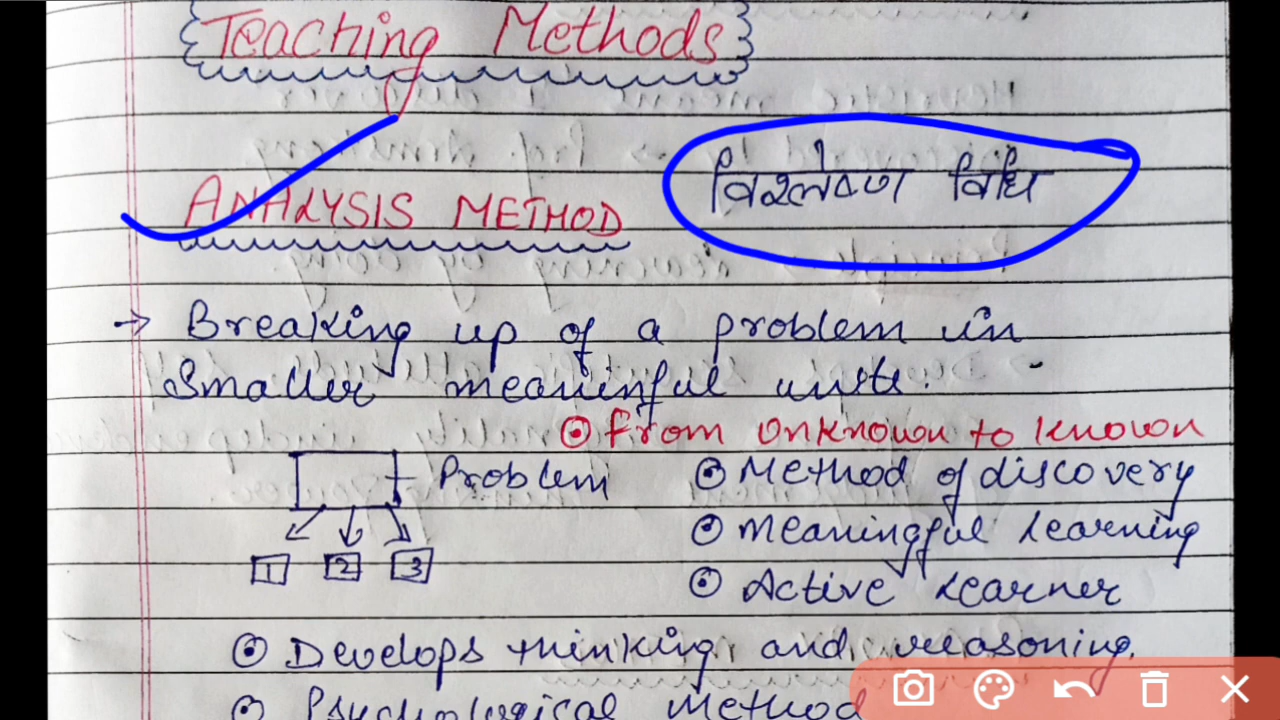 Teaching Methods
ANALYSIS METHOD
विश्लेषण विधि
→ Breaking up of a problem in
Smaller meaninful units.
From Unknown to known
Problem
Method of discovery
1 2 3
Meaningful Learning
Active Learner
Develops thinking and reasoning.
Psychological Method